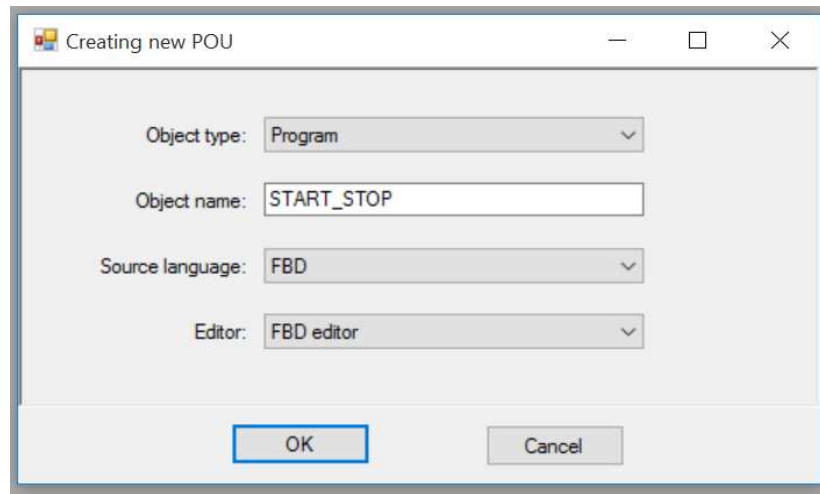 Creating new POU
Object type: Program
Object name: START_STOP
Source language: FBD
Editor: FBD editor
OK Cancel